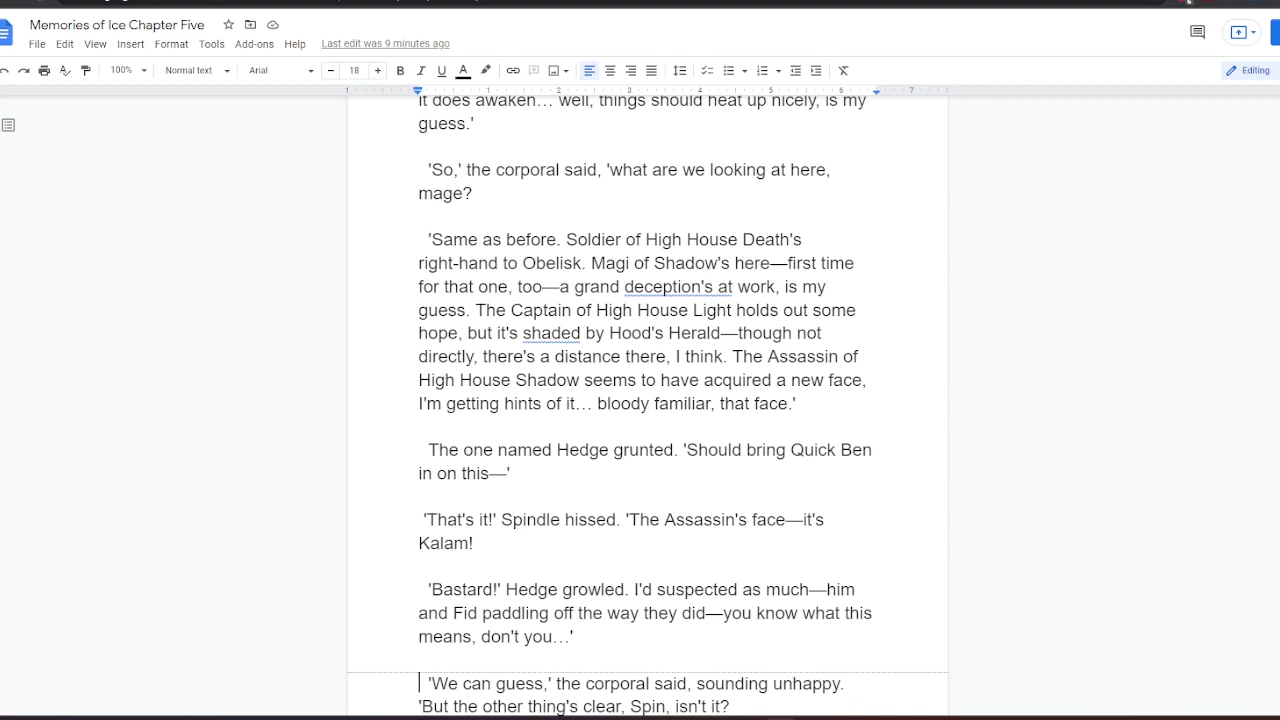 Memories of Ice Chapter Five
File Edit View Insert Format Tools Add-ons Help Last edit was 9 minutes ago
100% Normal text Arial 18 B I U A Editing
1 1 2 3 4 5 6 7
it does awaken… well, things should heat up nicely, is my
guess.'
'So,' the corporal said, 'what are we looking at here,
mage?
'Same as before. Soldier of High House Death's
right-hand to Obelisk. Magi of Shadow's here—first time
for that one, too—a grand deception's at work, is my
guess. The Captain of High House Light holds out some
hope, but it's shaded by Hood's Herald—though not
directly, there's a distance there, I think. The Assassin of
High House Shadow seems to have acquired a new face,
I'm getting hints of it… bloody familiar, that face.'
The one named Hedge grunted. 'Should bring Quick Ben
in on this—'
'That's it!' Spindle hissed. 'The Assassin's face—it's
Kalam!
'Bastard!' Hedge growled. I'd suspected as much—him
and Fid paddling off the way they did—you know what this
means, don't you…'
'We can guess,' the corporal said, sounding unhappy.
'But the other thing's clear, Spin, isn't it?